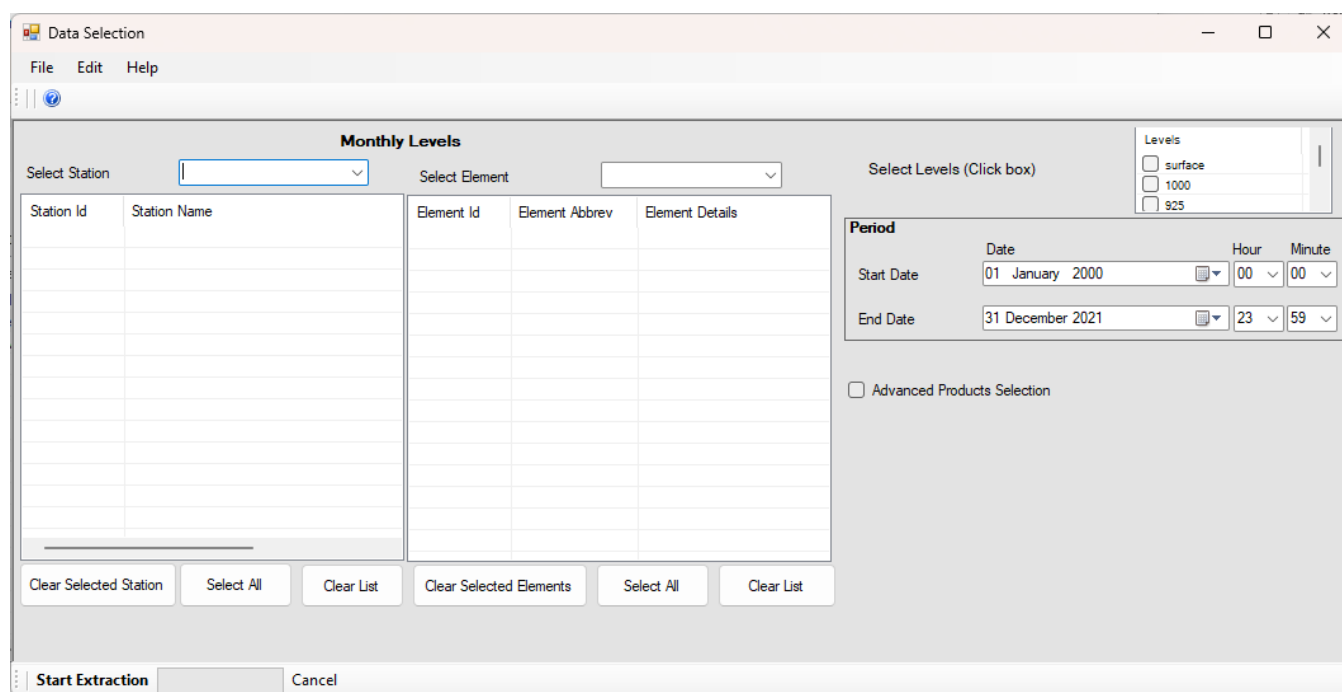 Data Selection
File Edit Help
Monthly Levels
Select Station
Select Element
Select Levels (Click box)
Levels
surface
1000
925
Station Id Station Name
Element Id Element Abbrev Element Details
Period
Date Hour Minute
Start Date 01 January 2000 00 00
End Date 31 December 2021 23 59
Advanced Products Selection
Clear Selected Station Select All Clear List Clear Selected Elements Select All Clear List
Start Extraction Cancel